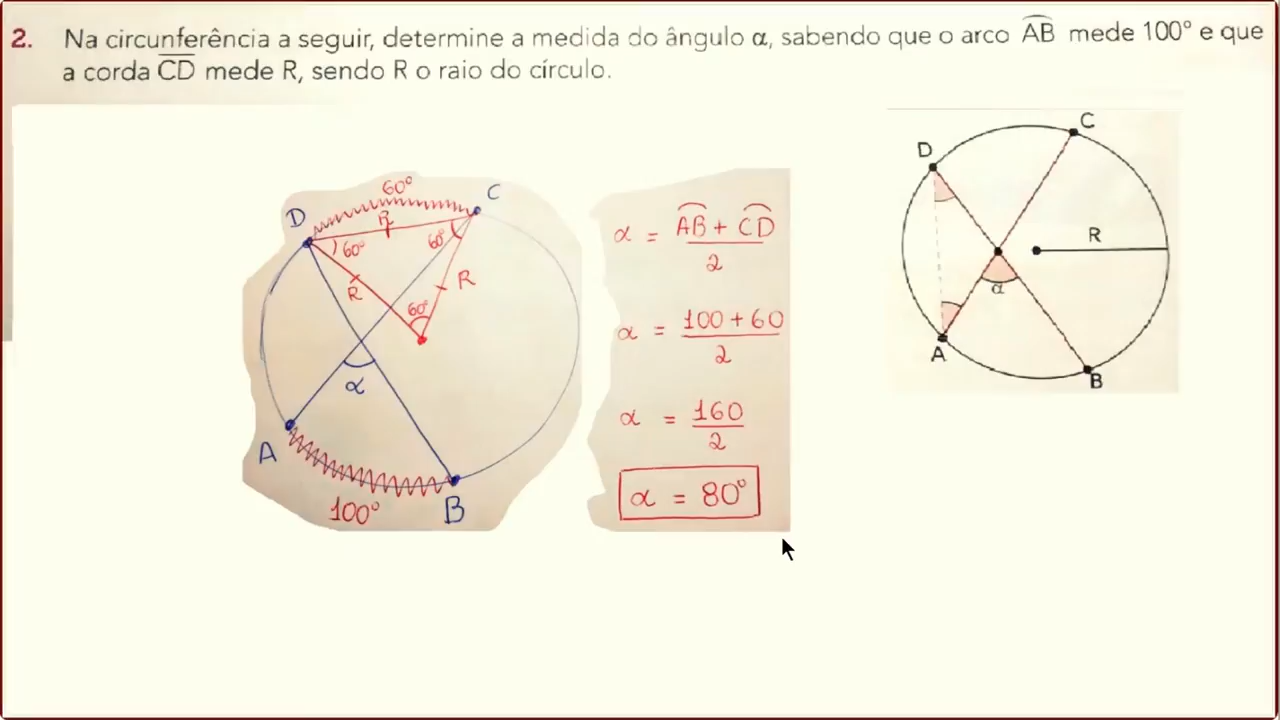 2. Na circunferência a seguir, determine a medida do ângulo α, sabendo que o arco AB mede 100° e que
a corda CD mede R, sendo R o raio do círculo.
60°
D
C
R
60°
60°
R
R
60°
α
A
100°
B
α = AB + CD / 2
α = 100 + 60 / 2
α = 160 / 2
α = 80°
C
D
R
α
A
B